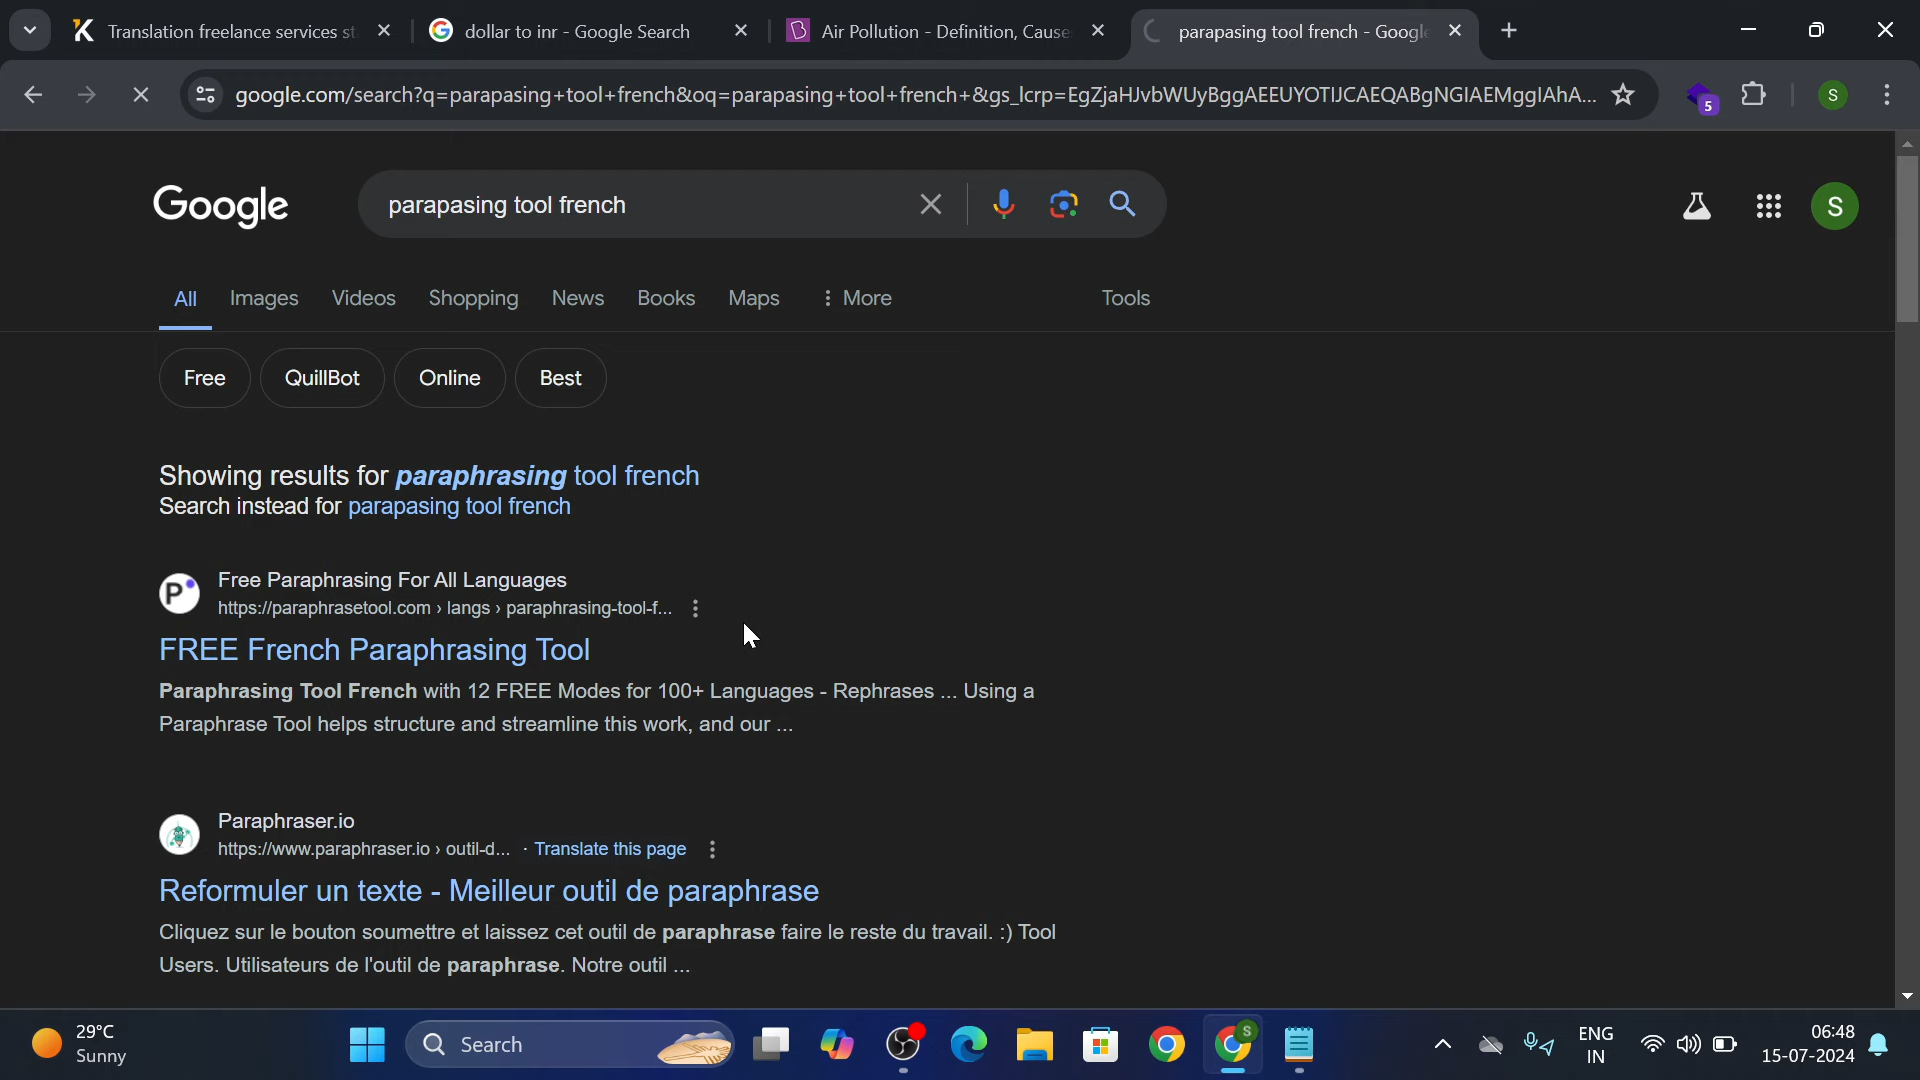 Translation freelance services st
dollar to inr - Google Search
Air Pollution - Definition, Cause
parapasing tool french - Google
google.com/search?q=parapasing+tool+french&oq=parapasing+tool+french+&gs_lcrp=EgZjaHJvbWUyBggAEEUYOTIJCAEQABgNGIAEMggIAhA...
5
S
Google
parapasing tool french
S
All
Images
Videos
Shopping
News
Books
Maps
More
Tools
Free
QuillBot
Online
Best
Showing results for paraphrasing tool french
Search instead for parapasing tool french
Free Paraphrasing For All Languages
https://paraphrasetool.com › langs › paraphrasing-tool-f...
FREE French Paraphrasing Tool
Paraphrasing Tool French with 12 FREE Modes for 100+ Languages - Rephrases ... Using a
Paraphrase Tool helps structure and streamline this work, and our ...
Paraphraser.io
https://www.paraphraser.io › outil-d... · Translate this page
Reformuler un texte - Meilleur outil de paraphrase
Cliquez sur le bouton soumettre et laissez cet outil de paraphrase faire le reste du travail. :) Tool
Users. Utilisateurs de l'outil de paraphrase. Notre outil ...
29°C
Sunny
Search
S
ENG
IN
06:48
15-07-2024